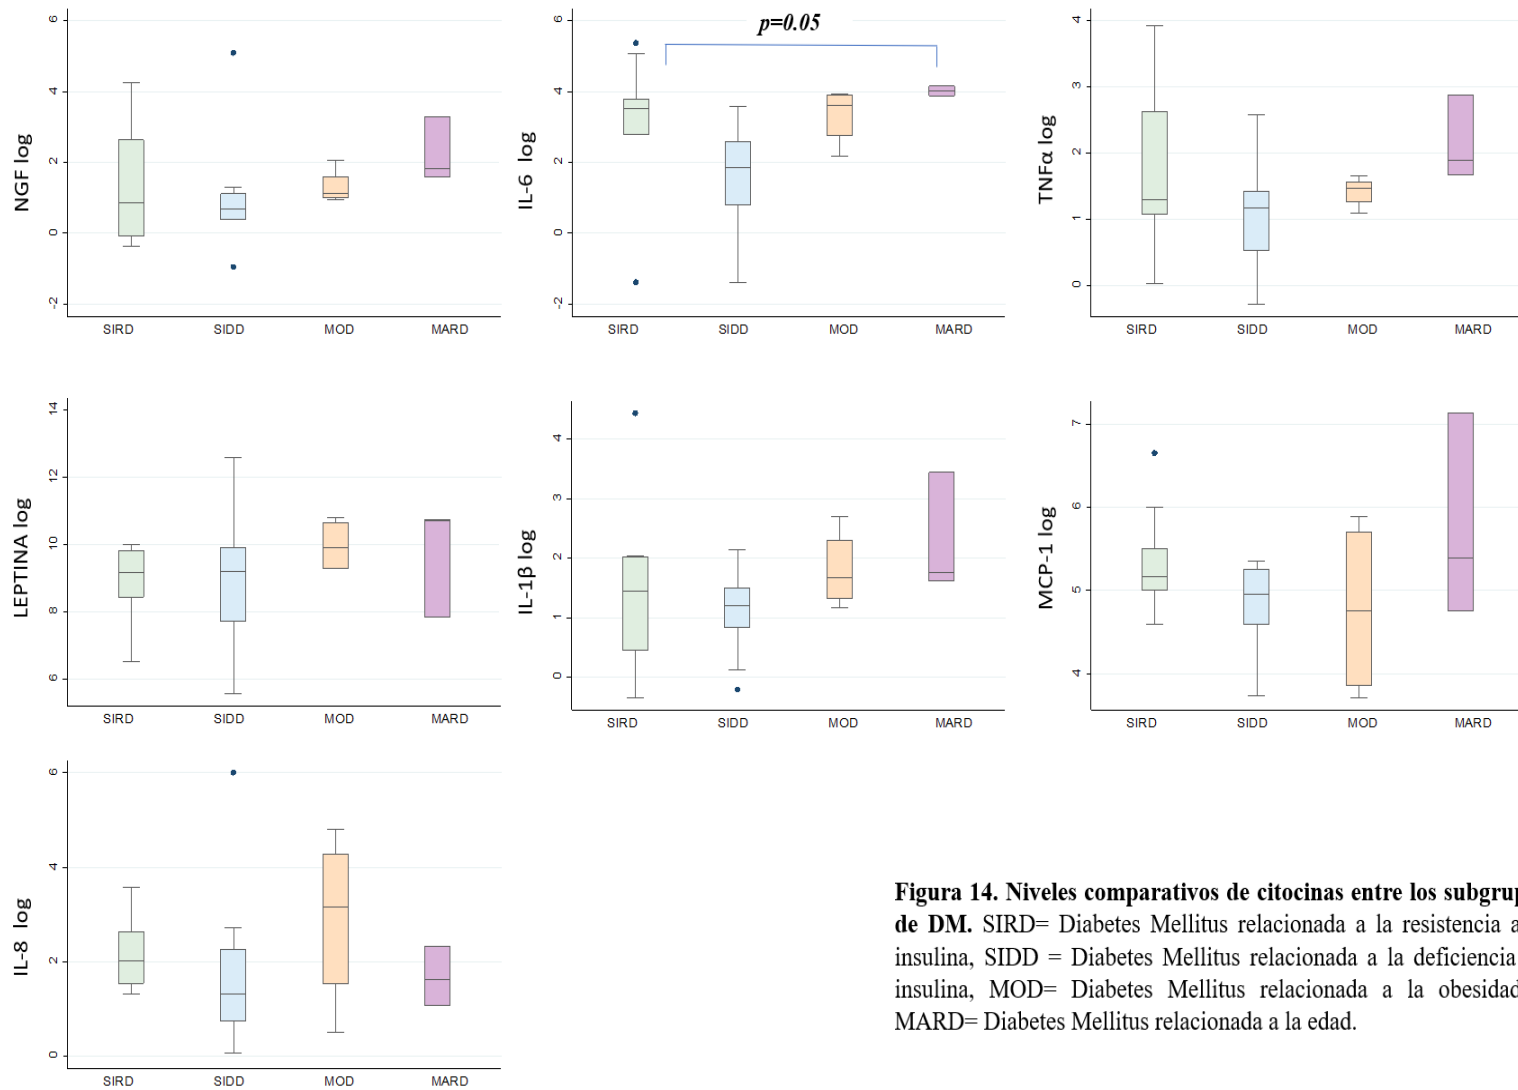 NGF log
6
4
2
0
-2
SIRD SIDD MOD MARD
p=0.05
IL-6 log
6
4
2
0
-2
SIRD SIDD MOD MARD
TNFα log
4
3
2
1
0
SIRD SIDD MOD MARD
LEPTINA log
14
12
10
8
6
SIRD SIDD MOD MARD
IL-1β log
4
3
2
1
0
SIRD SIDD MOD MARD
MCP-1 log
7
6
5
4
SIRD SIDD MOD MARD
IL-8 log
6
4
2
0
SIRD SIDD MOD MARD
Figura 14. Niveles comparativos de citocinas entre los subgrup
de DM. SIRD= Diabetes Mellitus relacionada a la resistencia a
insulina, SIDD = Diabetes Mellitus relacionada a la deficiencia
insulina, MOD= Diabetes Mellitus relacionada a la obesidad
MARD= Diabetes Mellitus relacionada a la edad.